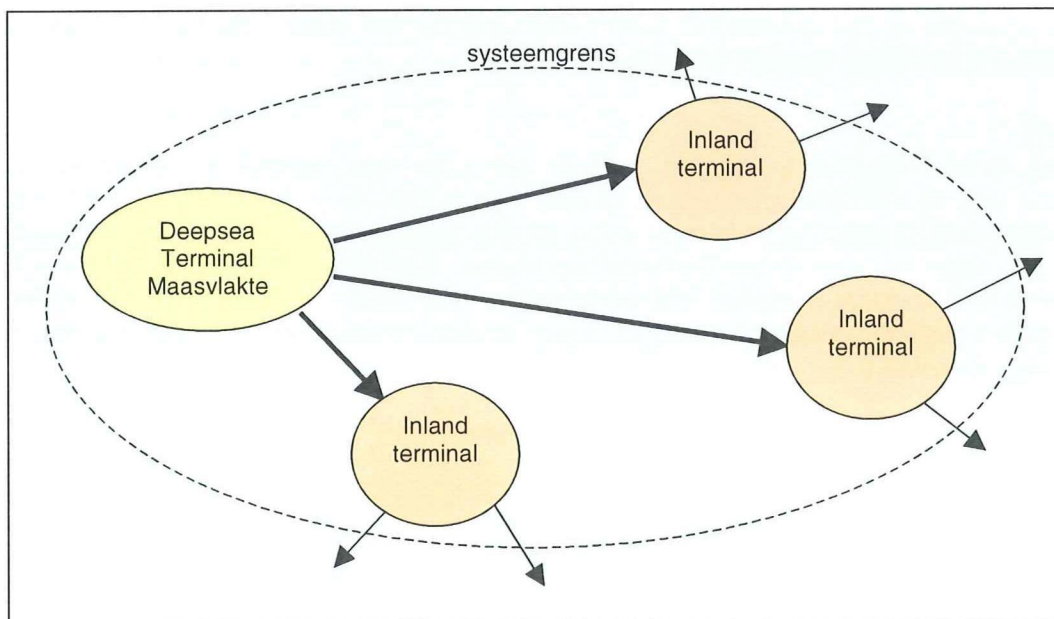 systeemgrens
Inland
terminal
Deepsea
Terminal
Maasvlakte
Inland
terminal
Inland
terminal